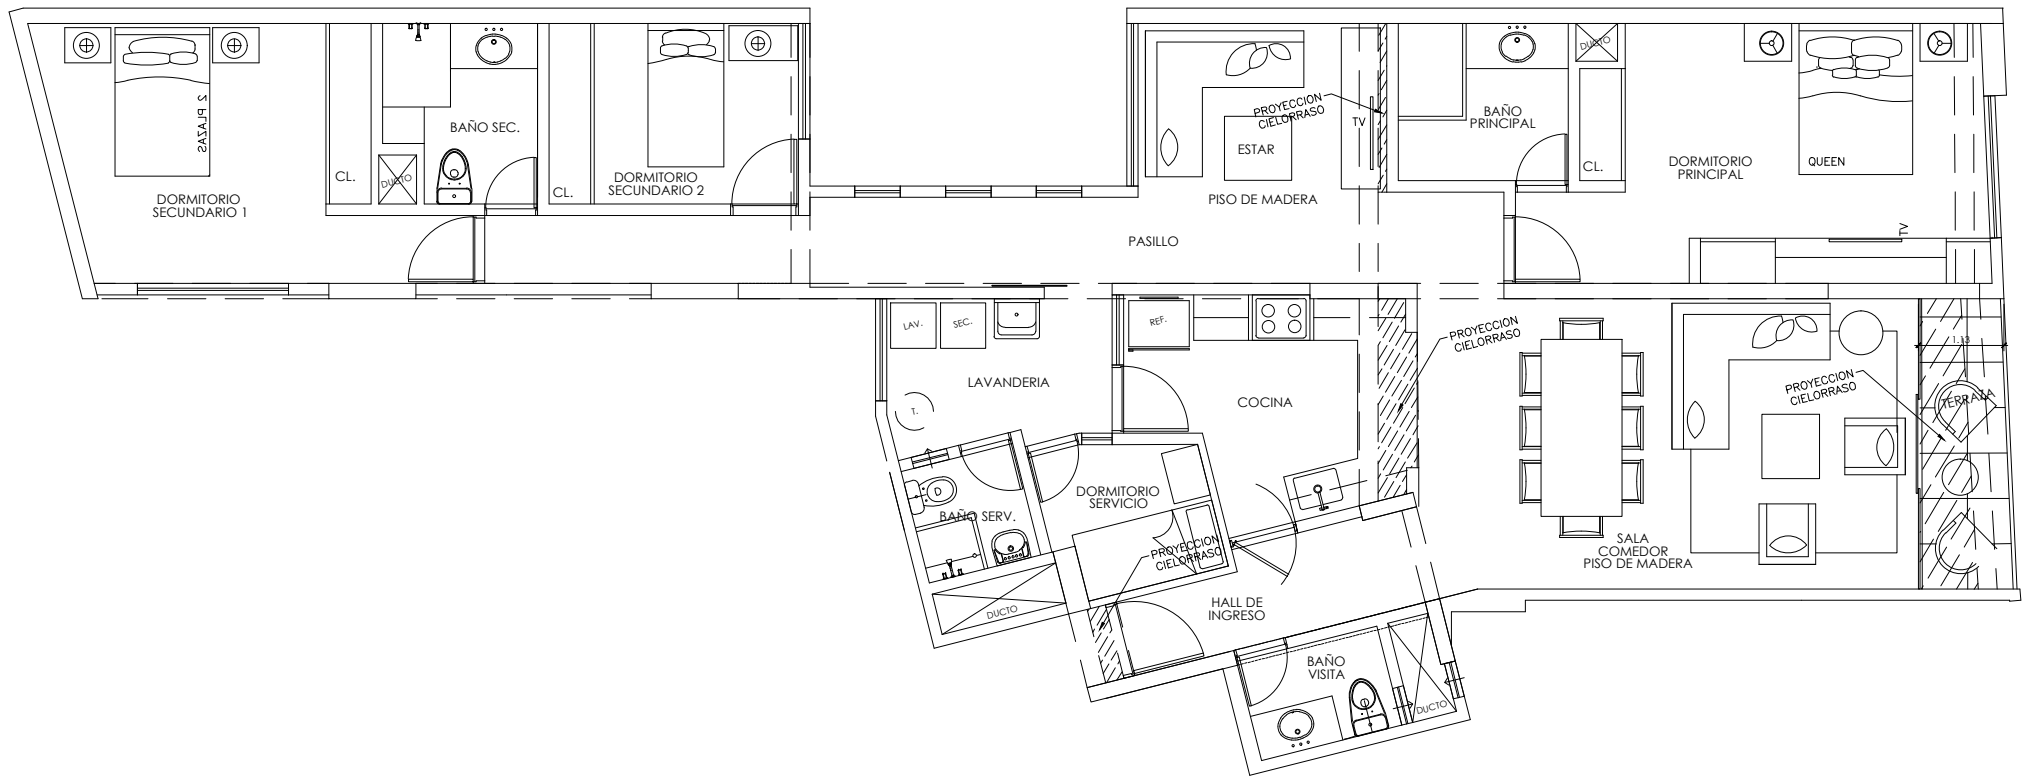 DUCTO
2 PLAZAS
BAÑO SEC.
CL.
DUCTO
DORMITORIO
SECUNDARIO 1
CL.
DORMITORIO
SECUNDARIO 2
PROYECCION
CIELORRASO
TV
ESTAR
PISO DE MADERA
BAÑO
PRINCIPAL
CL.
DORMITORIO
PRINCIPAL
QUEEN
TV
PASILLO
LAV.
SEC.
REF.
LAVANDERIA
T.
COCINA
PROYECCION
CIELORRASO
1.13
PROYECCION
CIELORRASO
TERRAZA
DORMITORIO
SERVICIO
BAÑO SERV.
PROYECCION
CIELORRASO
SALA
COMEDOR
PISO DE MADERA
DUCTO
HALL DE
INGRESO
BAÑO
VISITA
DUCTO